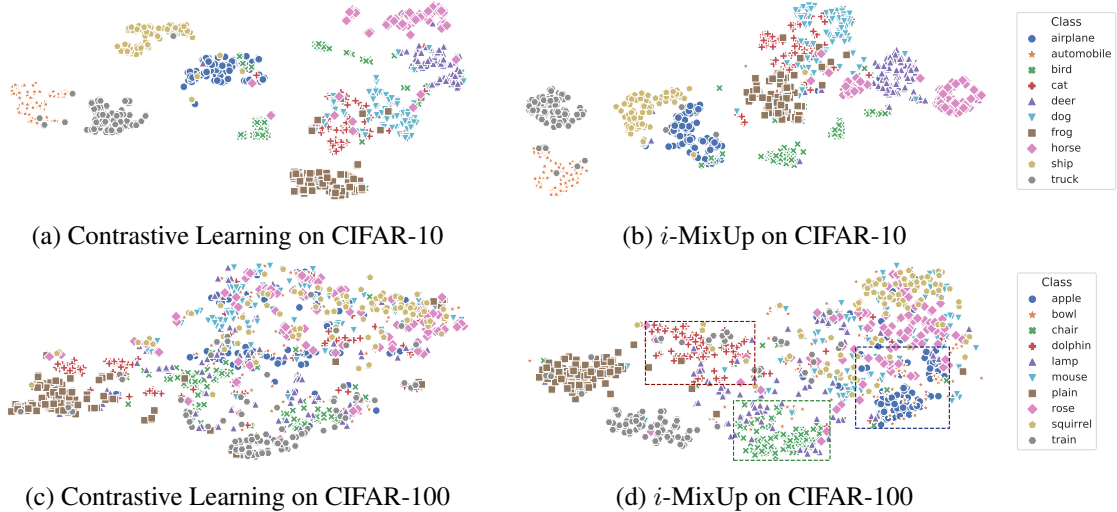 Class
airplane
automobile
bird
cat
deer
dog
frog
horse
ship
truck
(a) Contrastive Learning on CIFAR-10
(b) i-MixUp on CIFAR-10
Class
apple
bowl
chair
dolphin
lamp
mouse
plain
rose
squirrel
train
(c) Contrastive Learning on CIFAR-100
(d) i-MixUp on CIFAR-100